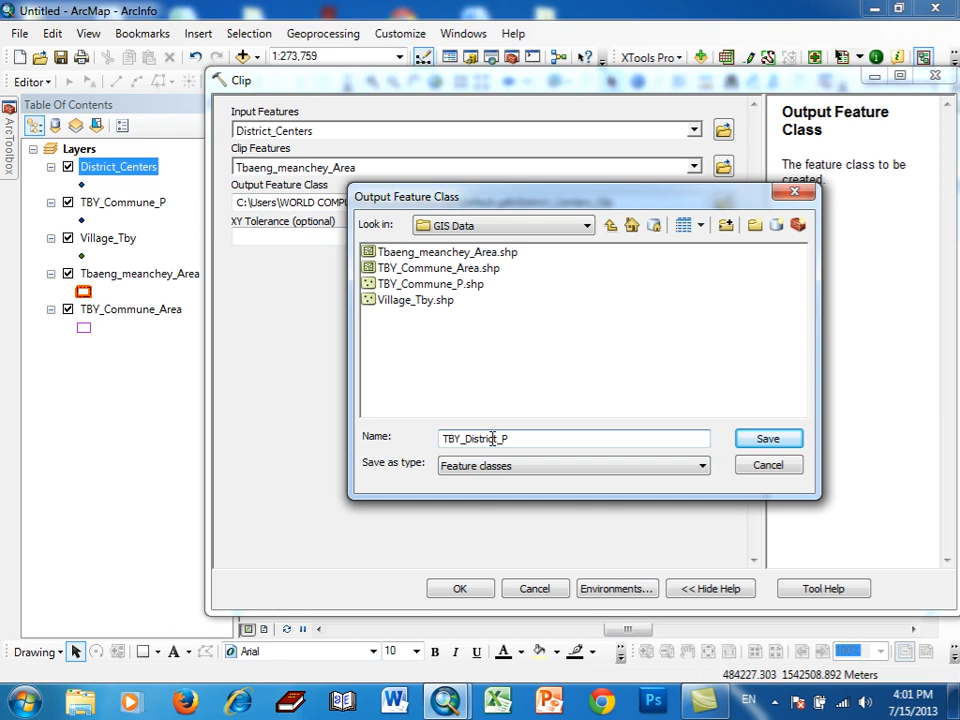 Untitled - ArcMap - ArcInfo
File Edit View Bookmarks Insert Selection Geoprocessing Customize Windows Help
1:273,759
XTools Pro
Editor
Clip
Table Of Contents
ArcToolbox
Layers
District_Centers
TBY_Commune_P
Village_Tby
Tbaeng_meanchey_Area
TBY_Commune_Area
Input Features
District_Centers
Clip Features
Tbaeng_meanchey_Area
Output Feature Class
C:\Users\WORLD COMP
XY Tolerance (optional)
Output Feature Class
The feature class to be
created.
Output Feature Class
Look in: GIS Data
Tbaeng_meanchey_Area.shp
TBY_Commune_Area.shp
TBY_Commune_P.shp
Village_Tby.shp
Name: TBY_District_P
Save
Save as type: Feature classes
Cancel
OK Cancel Environments... << Hide Help Tool Help
Drawing A Arial 10 B I U A
484227.303 1542508.892 Meters
EN
4:01 PM
7/15/2013